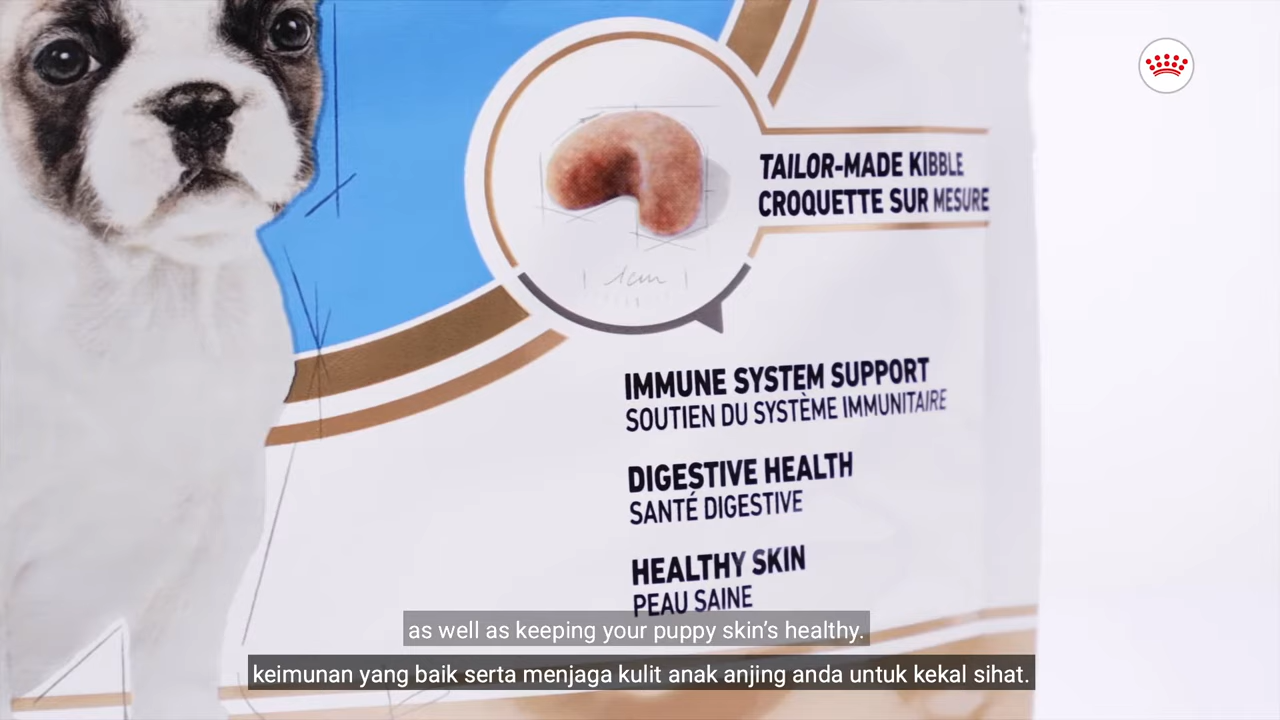 TAILOR-MADE KIBBLE
CROQUETTE SUR MESURE
1cm
IMMUNE SYSTEM SUPPORT
SOUTIEN DU SYSTÈME IMMUNITAIRE
DIGESTIVE HEALTH
SANTÉ DIGESTIVE
HEALTHY SKIN
PEAU SAINE
as well as keeping your puppy skin’s healthy.
keimunan yang baik serta menjaga kulit anak anjing anda untuk kekal sihat.